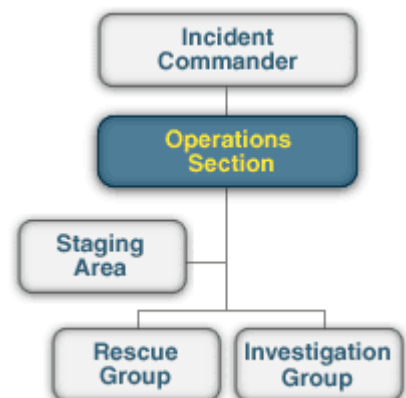 Incident
Commander
Operations
Section
Staging
Area
Rescue
Group
Investigation
Group